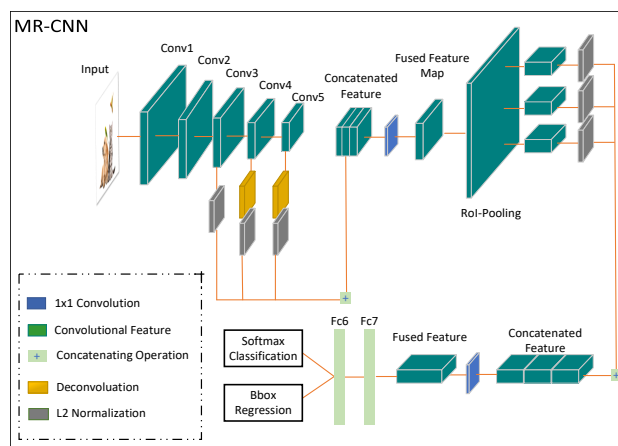 MR-CNN
Input
Conv1
Conv2
Conv3
Conv4
Conv5
Concatenated
Feature
Fused Feature
Map
RoI-Pooling
+
1x1 Convolution
Convolutional Feature
+ Concatenating Operation
Deconvoluation
L2 Normalization
Softmax
Classification
Bbox
Regression
Fc6
Fc7
Fused Feature
Concatenated
Feature
+